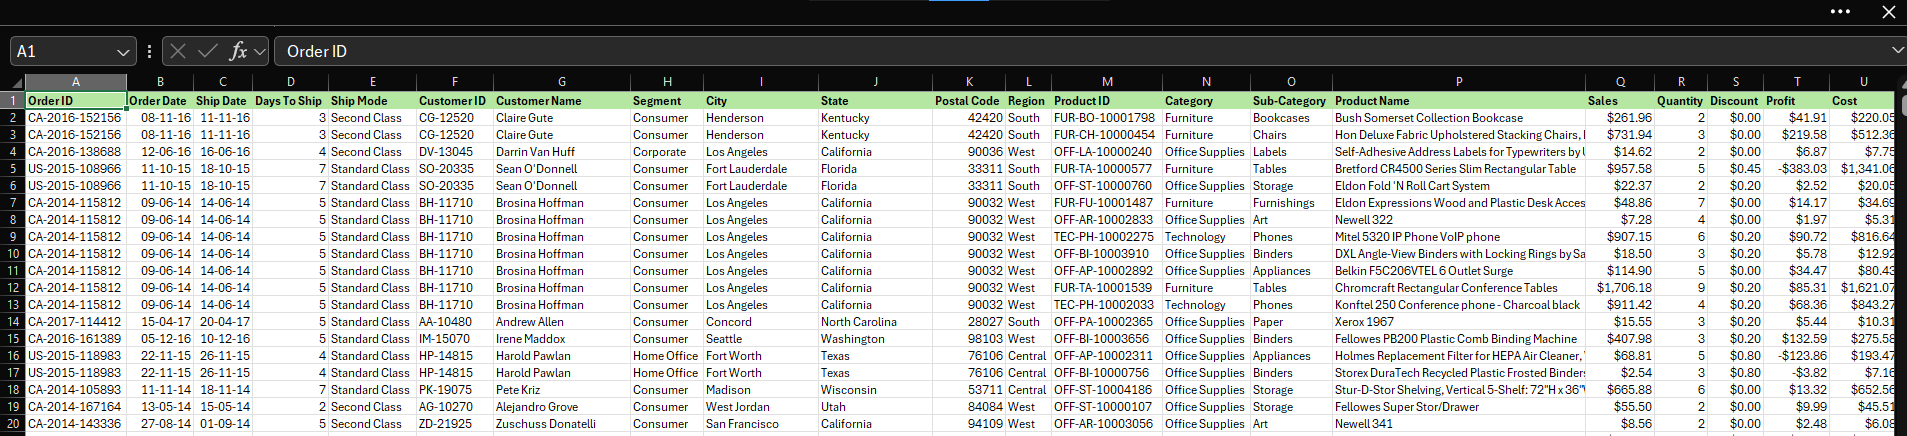 A1 fx Order ID
A B C D E F G H I J K L M N O P Q R S T U
1 Order ID Order Date Ship Date Days To Ship Ship Mode Customer ID Customer Name Segment City State Postal Code Region Product ID Category Sub-Category Product Name Sales Quantity Discount Profit Cost
2 CA-2016-152156 08-11-16 11-11-16 3 Second Class CG-12520 Claire Gute Consumer Henderson Kentucky 42420 South FUR-BO-10001798 Furniture Bookcases Bush Somerset Collection Bookcase $261.96 2 $0.00 $41.91 $220.05
3 CA-2016-152156 08-11-16 11-11-16 3 Second Class CG-12520 Claire Gute Consumer Henderson Kentucky 42420 South FUR-CH-10000454 Furniture Chairs Hon Deluxe Fabric Upholstered Stacking Chairs, $731.94 3 $0.00 $219.58 $512.36
4 CA-2016-138688 12-06-16 16-06-16 4 Second Class DV-13045 Darrin Van Huff Corporate Los Angeles California 90036 West OFF-LA-10000240 Office Supplies Labels Self-Adhesive Address Labels for Typewriters by $14.62 2 $0.00 $6.87 $7.75
5 US-2015-108966 11-10-15 18-10-15 7 Standard Class SO-20335 Sean O'Donnell Consumer Fort Lauderdale Florida 33311 South FUR-TA-10000577 Furniture Tables Bretford CR4500 Series Slim Rectangular Table $957.58 5 $0.45 -$383.03 $1,341.06
6 US-2015-108966 11-10-15 18-10-15 7 Standard Class SO-20335 Sean O'Donnell Consumer Fort Lauderdale Florida 33311 South OFF-ST-10000760 Office Supplies Storage Eldon Fold 'N Roll Cart System $22.37 2 $0.20 $2.52 $20.05
7 CA-2014-115812 09-06-14 14-06-14 5 Standard Class BH-11710 Brosina Hoffman Consumer Los Angeles California 90032 West FUR-FU-10001487 Furniture Furnishings Eldon Expressions Wood and Plastic Desk Acces $48.86 7 $0.00 $14.17 $34.69
8 CA-2014-115812 09-06-14 14-06-14 5 Standard Class BH-11710 Brosina Hoffman Consumer Los Angeles California 90032 West OFF-AR-10002833 Office Supplies Art Newell 322 $7.28 4 $0.00 $1.97 $5.31
9 CA-2014-115812 09-06-14 14-06-14 5 Standard Class BH-11710 Brosina Hoffman Consumer Los Angeles California 90032 West TEC-PH-10002275 Technology Phones Mitel 5320 IP Phone VoIP phone $907.15 6 $0.20 $90.72 $816.64
10 CA-2014-115812 09-06-14 14-06-14 5 Standard Class BH-11710 Brosina Hoffman Consumer Los Angeles California 90032 West OFF-BI-10003910 Office Supplies Binders DXL Angle-View Binders with Locking Rings by Sa $18.50 3 $0.20 $5.78 $12.92
11 CA-2014-115812 09-06-14 14-06-14 5 Standard Class BH-11710 Brosina Hoffman Consumer Los Angeles California 90032 West OFF-AP-10002892 Office Supplies Appliances Belkin F5C206VTEL 6 Outlet Surge $114.90 5 $0.00 $34.47 $80.43
12 CA-2014-115812 09-06-14 14-06-14 5 Standard Class BH-11710 Brosina Hoffman Consumer Los Angeles California 90032 West FUR-TA-10001539 Furniture Tables Chromcraft Rectangular Conference Tables $1,706.18 9 $0.20 $85.31 $1,621.07
13 CA-2014-115812 09-06-14 14-06-14 5 Standard Class BH-11710 Brosina Hoffman Consumer Los Angeles California 90032 West TEC-PH-10002033 Technology Phones Konftel 250 Conference phone - Charcoal black $911.42 4 $0.20 $68.36 $843.27
14 CA-2017-114412 15-04-17 20-04-17 5 Standard Class AA-10480 Andrew Allen Consumer Concord North Carolina 28027 South OFF-PA-10002365 Office Supplies Paper Xerox 1967 $15.55 3 $0.20 $5.44 $10.31
15 CA-2016-161389 05-12-16 10-12-16 5 Standard Class IM-15070 Irene Maddox Consumer Seattle Washington 98103 West OFF-BI-10003656 Office Supplies Binders Fellowes PB200 Plastic Comb Binding Machine $407.98 3 $0.20 $132.59 $275.58
16 US-2015-118983 22-11-15 26-11-15 4 Standard Class HP-14815 Harold Pawlan Home Office Fort Worth Texas 76106 Central OFF-AP-10002311 Office Supplies Appliances Holmes Replacement Filter for HEPA Air Cleaner, $68.81 5 $0.80 -$123.86 $193.47
17 US-2015-118983 22-11-15 26-11-15 4 Standard Class HP-14815 Harold Pawlan Home Office Fort Worth Texas 76106 Central OFF-BI-10000756 Office Supplies Binders Storex DuraTech Recycled Plastic Frosted Binders $2.54 3 $0.80 -$3.82 $7.16
18 CA-2014-105893 11-11-14 18-11-14 7 Standard Class PK-19075 Pete Kriz Consumer Madison Wisconsin 53711 Central OFF-ST-10004186 Office Supplies Storage Stur-D-Stor Shelving, Vertical 5-Shelf: 72"H x 36" $665.88 6 $0.00 $13.32 $652.56
19 CA-2014-167164 13-05-14 15-05-14 2 Second Class AG-10270 Alejandro Grove Consumer West Jordan Utah 84084 West OFF-ST-10000107 Office Supplies Storage Fellowes Super Stor/Drawer $55.50 2 $0.00 $9.99 $45.51
20 CA-2014-143336 27-08-14 01-09-14 5 Second Class ZD-21925 Zuschuss Donatelli Consumer San Francisco California 94109 West OFF-AR-10003056 Office Supplies Art Newell 341 $8.56 2 $0.00 $2.48 $6.08